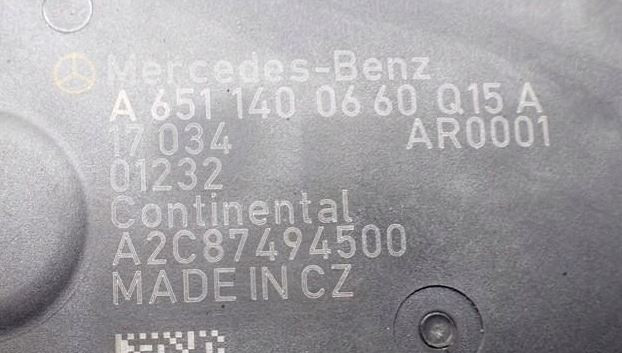 Mercedes-Benz
A 651 140 06 60 Q15 A
17 034 AR0001
01232
Continental
A2C87494500
MADE IN CZ